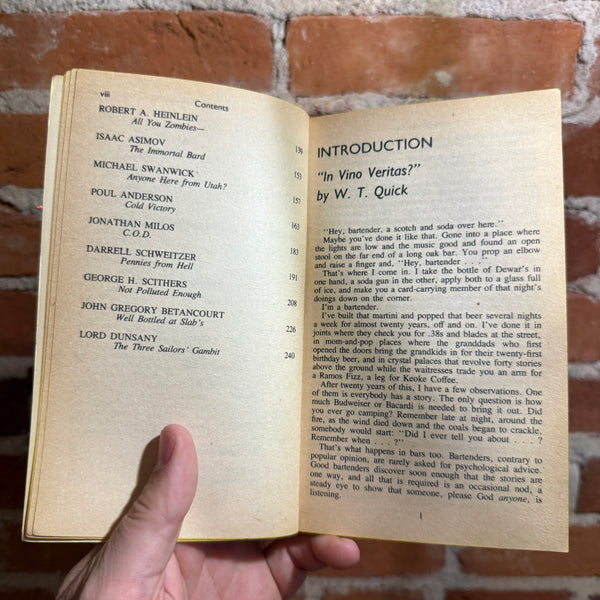 viii
Contents
ROBERT A. HEINLEIN
All You Zombies— 139
ISAAC ASIMOV
The Immortal Bard 153
MICHAEL SWANWICK
Anyone Here from Utah? 157
POUL ANDERSON
Cold Victory 163
JONATHAN MILOS
C.O.D. 183
DARRELL SCHWEITZER
Pennies from Hell 191
GEORGE H. SCITHERS
Not Polluted Enough 208
JOHN GREGORY BETANCOURT
Well Bottled at Slab's 226
LORD DUNSANY
The Three Sailors' Gambit 240
INTRODUCTION
"In Vino Veritas?"
by W. T. Quick
"Hey, bartender, a scotch and soda over here."
Maybe you've done it like that. Gone into a place where
the lights are low and the music good and found an open
stool on the far end of a long oak bar. You prop an elbow
and raise a finger and, "Hey, bartender . . ."
That's where I come in. I take the bottle of Dewar's in
one hand, a soda gun in the other, apply both to a glass full
of ice, and make you a card-carrying member of that night's
doings down on the corner.
I'm a bartender.
I've built that martini and popped that beer several nights
a week for almost twenty years, off and on. I've done it in
joints where they check you for .38s and blades at the street,
in mom-and-pop places where the granddads who first
opened the doors bring the grandkids in for their twenty-first
birthday beer, and in crystal palaces that revolve forty stories
above the ground while the waitresses trade you an arm for
a Ramos Fizz, a leg for Keoke Coffee.
After twenty years of this, I have a few observations. One
of them is everybody has a story. The only question is how
much Budweiser or Bacardi is needed to bring it out. Did
you ever go camping? Remember late at night, around the
fire, as the wind died down and the coals began to crackle,
somebody would start: "Did I ever tell you about . . . . ?
Remember when . . . ?"
That's what happens in bars too. Bartenders, contrary to
popular opinion, are rarely asked for psychological advice.
Good bartenders discover soon enough that the stories are
one way, and all that is required is an occasional nod, a
steady eye to show that someone, please God anyone, is
listening.
1